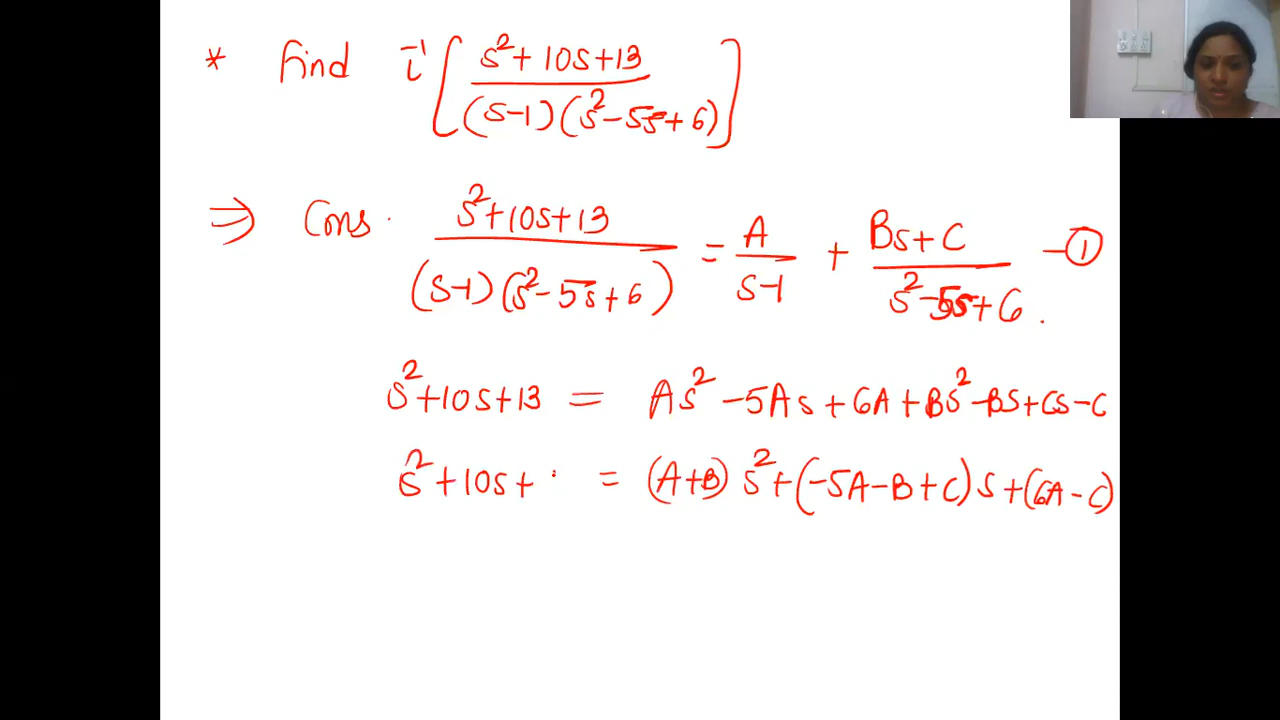 * Find L⁻¹ [ (s²+10s+13) / ((s-1)(s²-5s+6)) ]
⇒ Cons. (s²+10s+13) / ((s-1)(s²-5s+6)) = A/(s-1) + (Bs+C)/(s²-5s+6) . —①
s²+10s+13 = As² -5As +6A +Bs² -Bs +Cs -C
s²+10s+ = (A+B) s² + (-5A-B+C) s + (6A-C)